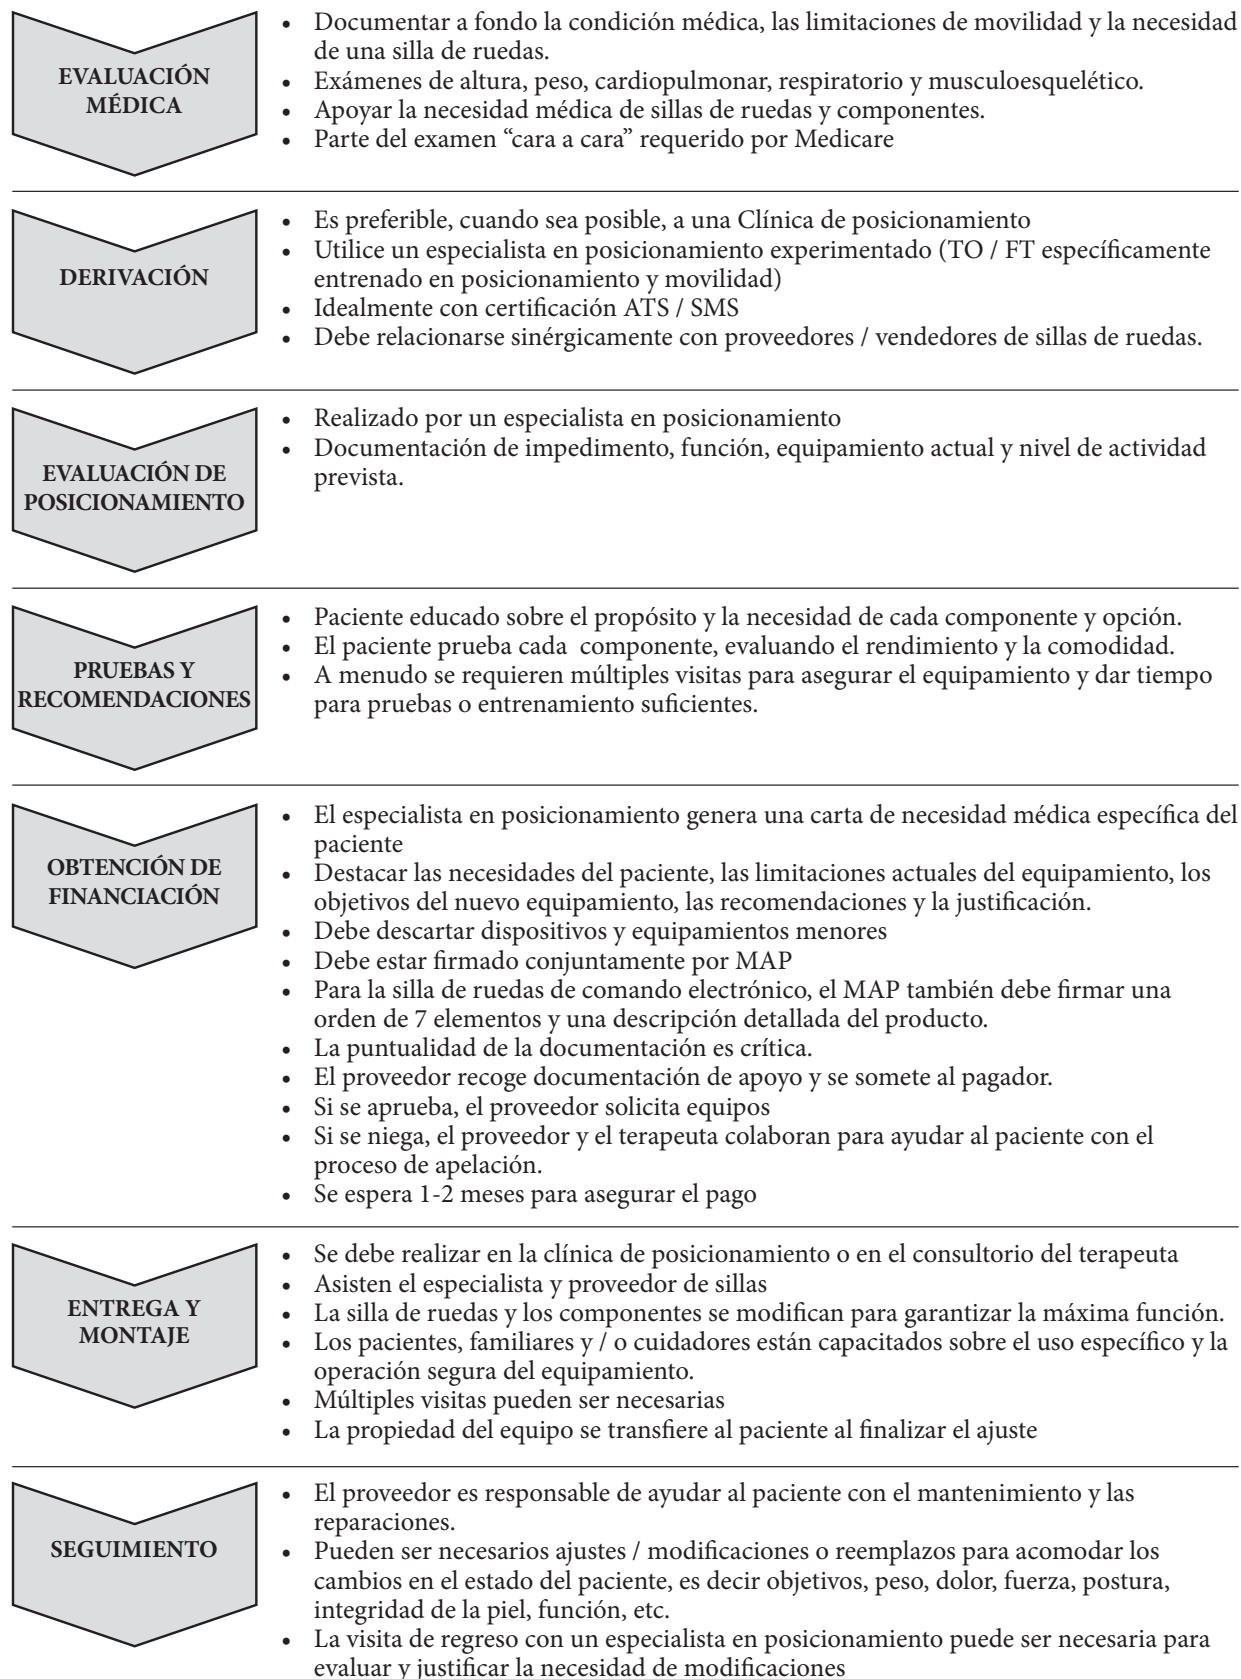 EVALUACIÓN
MÉDICA
• Documentar a fondo la condición médica, las limitaciones de movilidad y la necesidad
de una silla de ruedas.
• Exámenes de altura, peso, cardiopulmonar, respiratorio y musculoesquelético.
• Apoyar la necesidad médica de sillas de ruedas y componentes.
• Parte del examen “cara a cara” requerido por Medicare
DERIVACIÓN
• Es preferible, cuando sea posible, a una Clínica de posicionamiento
• Utilice un especialista en posicionamiento experimentado (TO / FT específicamente
entrenado en posicionamiento y movilidad)
• Idealmente con certificación ATS / SMS
• Debe relacionarse sinérgicamente con proveedores / vendedores de sillas de ruedas.
EVALUACIÓN DE
POSICIONAMIENTO
• Realizado por un especialista en posicionamiento
• Documentación de impedimento, función, equipamiento actual y nivel de actividad
prevista.
PRUEBAS Y
RECOMENDACIONES
• Paciente educado sobre el propósito y la necesidad de cada componente y opción.
• El paciente prueba cada componente, evaluando el rendimiento y la comodidad.
• A menudo se requieren múltiples visitas para asegurar el equipamiento y dar tiempo
para pruebas o entrenamiento suficientes.
OBTENCIÓN DE
FINANCIACIÓN
• El especialista en posicionamiento genera una carta de necesidad médica específica del
paciente
• Destacar las necesidades del paciente, las limitaciones actuales del equipamiento, los
objetivos del nuevo equipamiento, las recomendaciones y la justificación.
• Debe descartar dispositivos y equipamientos menores
• Debe estar firmado conjuntamente por MAP
• Para la silla de ruedas de comando electrónico, el MAP también debe firmar una
orden de 7 elementos y una descripción detallada del producto.
• La puntualidad de la documentación es crítica.
• El proveedor recoge documentación de apoyo y se somete al pagador.
• Si se aprueba, el proveedor solicita equipos
• Si se niega, el proveedor y el terapeuta colaboran para ayudar al paciente con el
proceso de apelación.
• Se espera 1-2 meses para asegurar el pago
ENTREGA Y
MONTAJE
• Se debe realizar en la clínica de posicionamiento o en el consultorio del terapeuta
• Asisten el especialista y proveedor de sillas
• La silla de ruedas y los componentes se modifican para garantizar la máxima función.
• Los pacientes, familiares y / o cuidadores están capacitados sobre el uso específico y la
operación segura del equipamiento.
• Múltiples visitas pueden ser necesarias
• La propiedad del equipo se transfiere al paciente al finalizar el ajuste
SEGUIMIENTO
• El proveedor es responsable de ayudar al paciente con el mantenimiento y las
reparaciones.
• Pueden ser necesarios ajustes / modificaciones o reemplazos para acomodar los
cambios en el estado del paciente, es decir objetivos, peso, dolor, fuerza, postura,
integridad de la piel, función, etc.
• La visita de regreso con un especialista en posicionamiento puede ser necesaria para
evaluar y justificar la necesidad de modificaciones